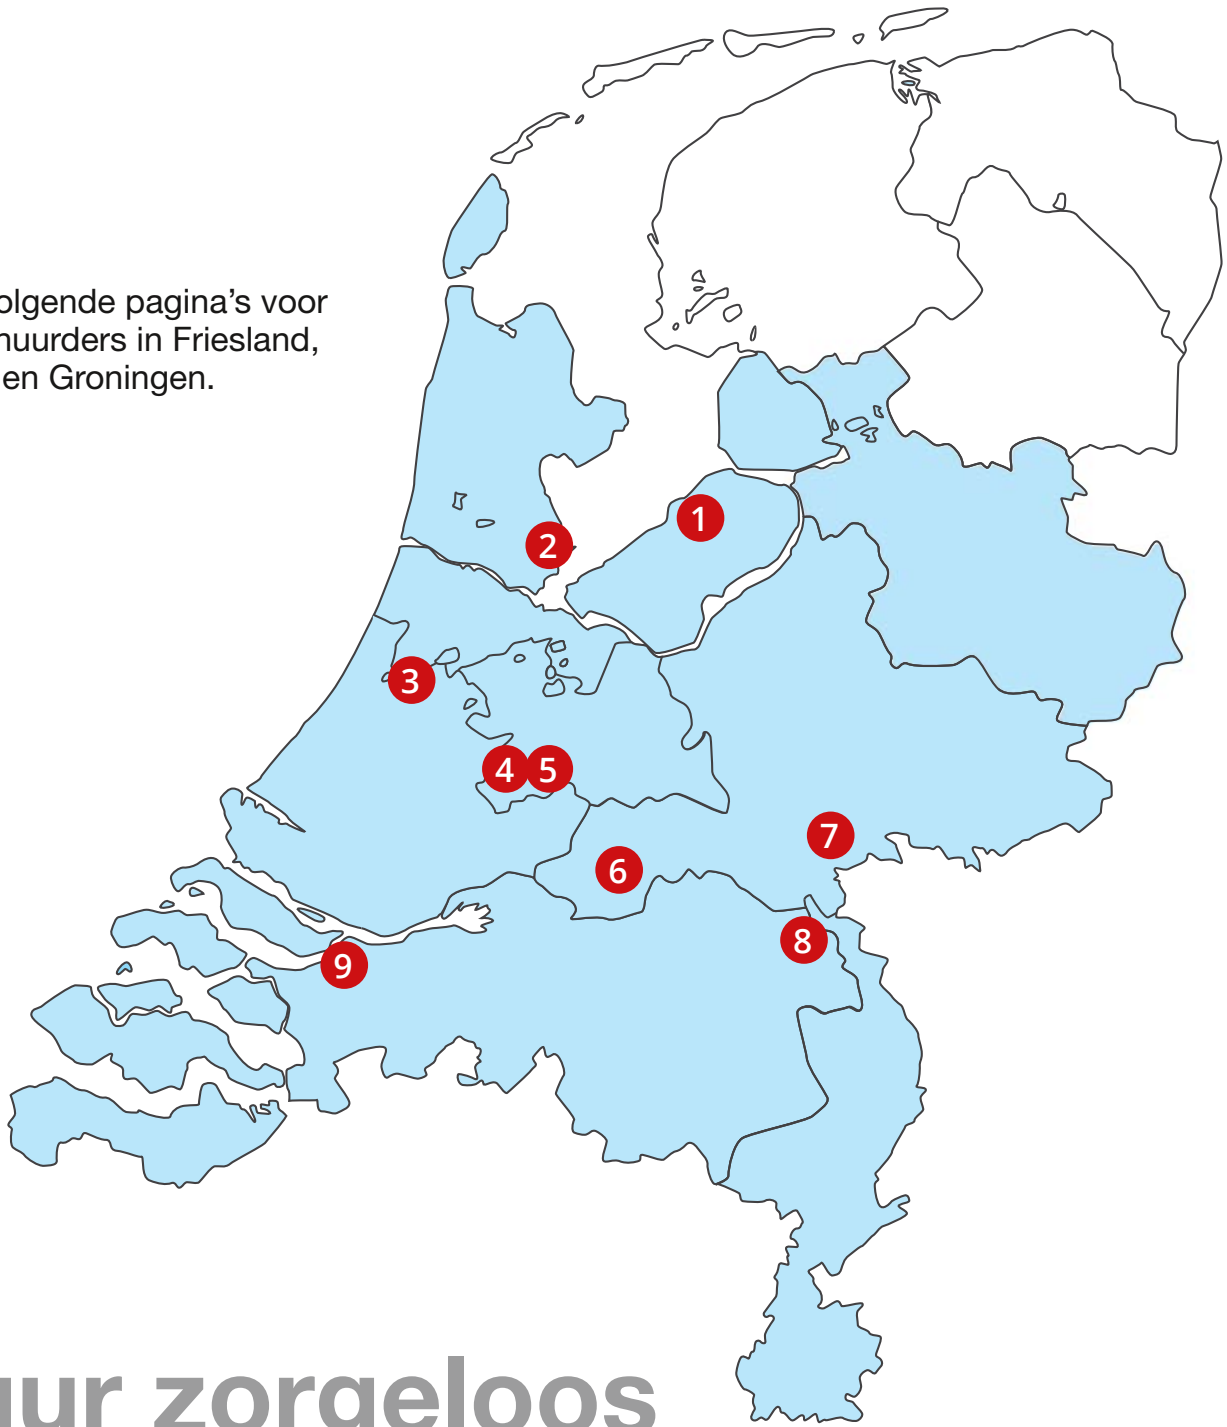 olgende pagina’s voor
huurders in Friesland,
en Groningen.
1
2
3
4 5
6
7
8
9
uur zorgeloos